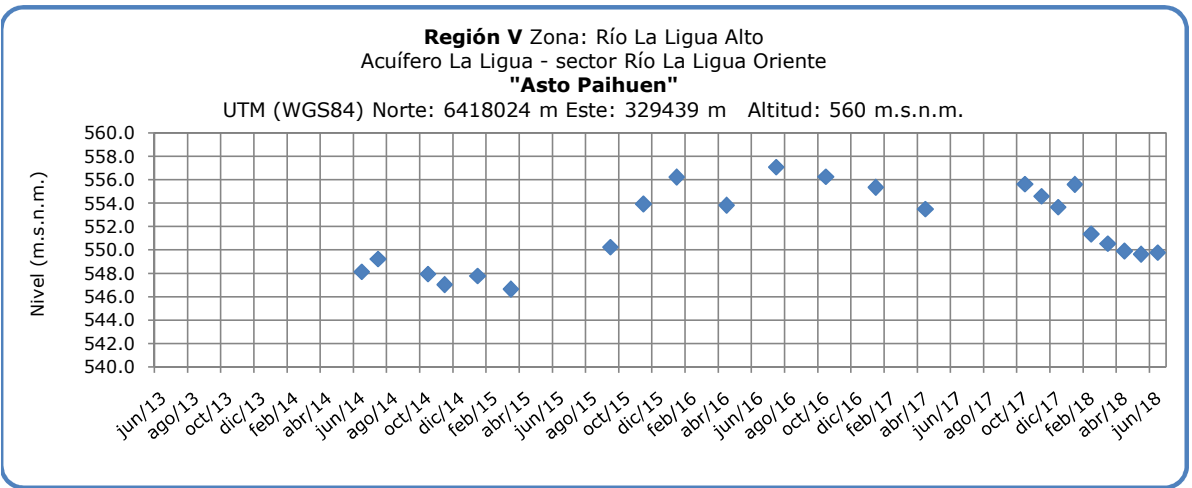 Región V Zona: Río La Ligua Alto
Acuífero La Ligua - sector Río La Ligua Oriente
"Asto Paihuen"
UTM (WGS84) Norte: 6418024 m Este: 329439 m Altitud: 560 m.s.n.m.
Nivel (m.s.n.m.)
560.0
558.0
556.0
554.0
552.0
550.0
548.0
546.0
544.0
542.0
540.0
jun/13
ago/13
oct/13
dic/13
feb/14
abr/14
jun/14
ago/14
oct/14
dic/14
feb/15
abr/15
jun/15
ago/15
oct/15
dic/15
feb/16
abr/16
jun/16
ago/16
oct/16
dic/16
feb/17
abr/17
jun/17
ago/17
oct/17
dic/17
feb/18
abr/18
jun/18